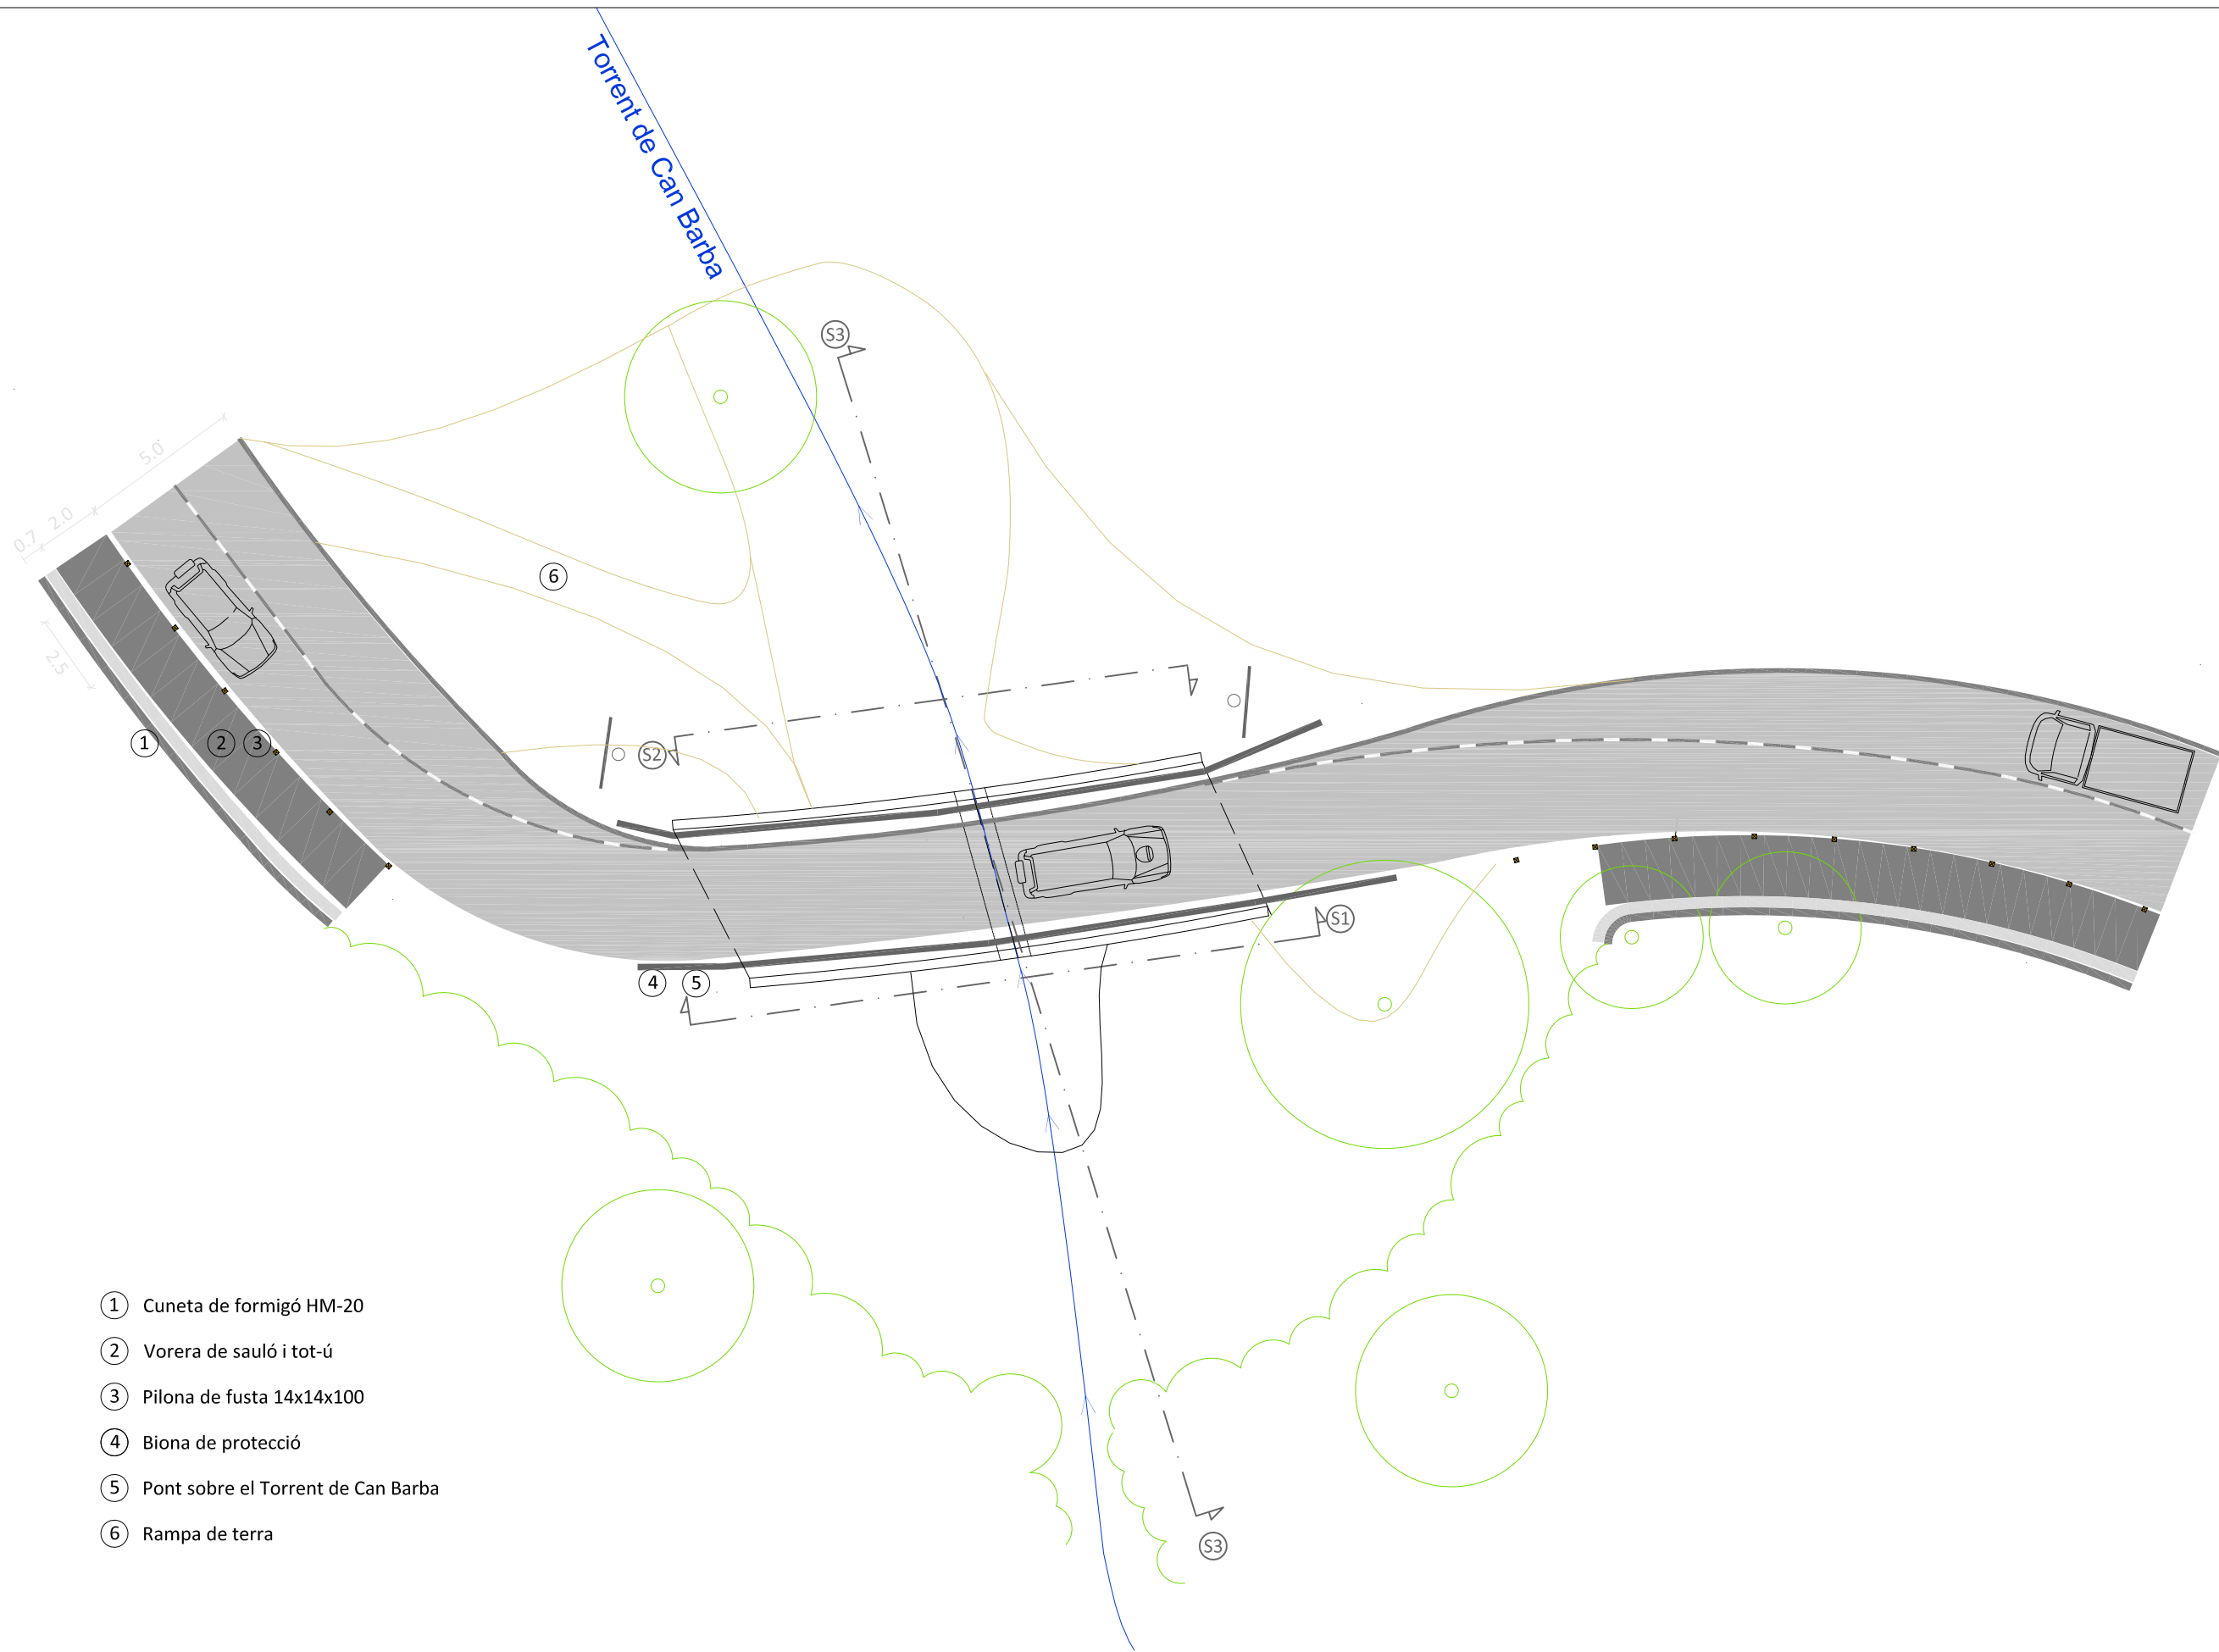 Torrent de Can Barba
S3
5.0
2.0
0.7
2.5
6
1
2
3
S2
S1
4
5
1 Cuneta de formigó HM-20
2 Vorera de sauló i tot-ú
3 Pilona de fusta 14x14x100
4 Biona de protecció
5 Pont sobre el Torrent de Can Barba
6 Rampa de terra
S3